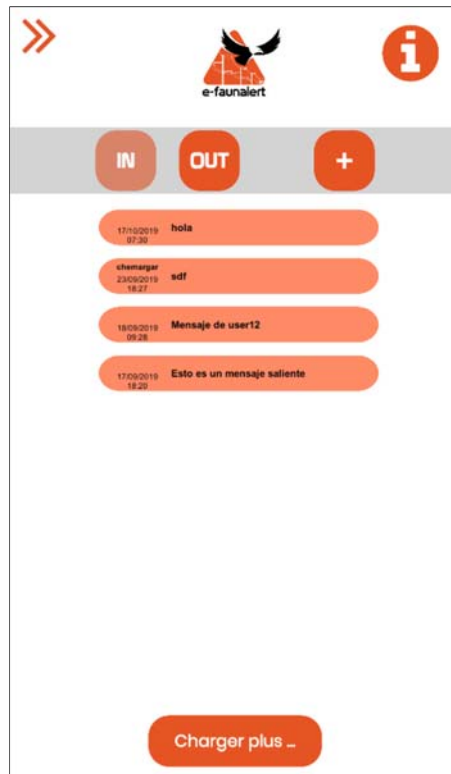 e-faunalert
IN
OUT
+
17/10/2019
07:30
hola
chemargar
23/09/2019
18:27
sdf
18/09/2019
09:28
Mensaje de user12
17/09/2019
18:20
Esto es un mensaje saliente
Charger plus ...